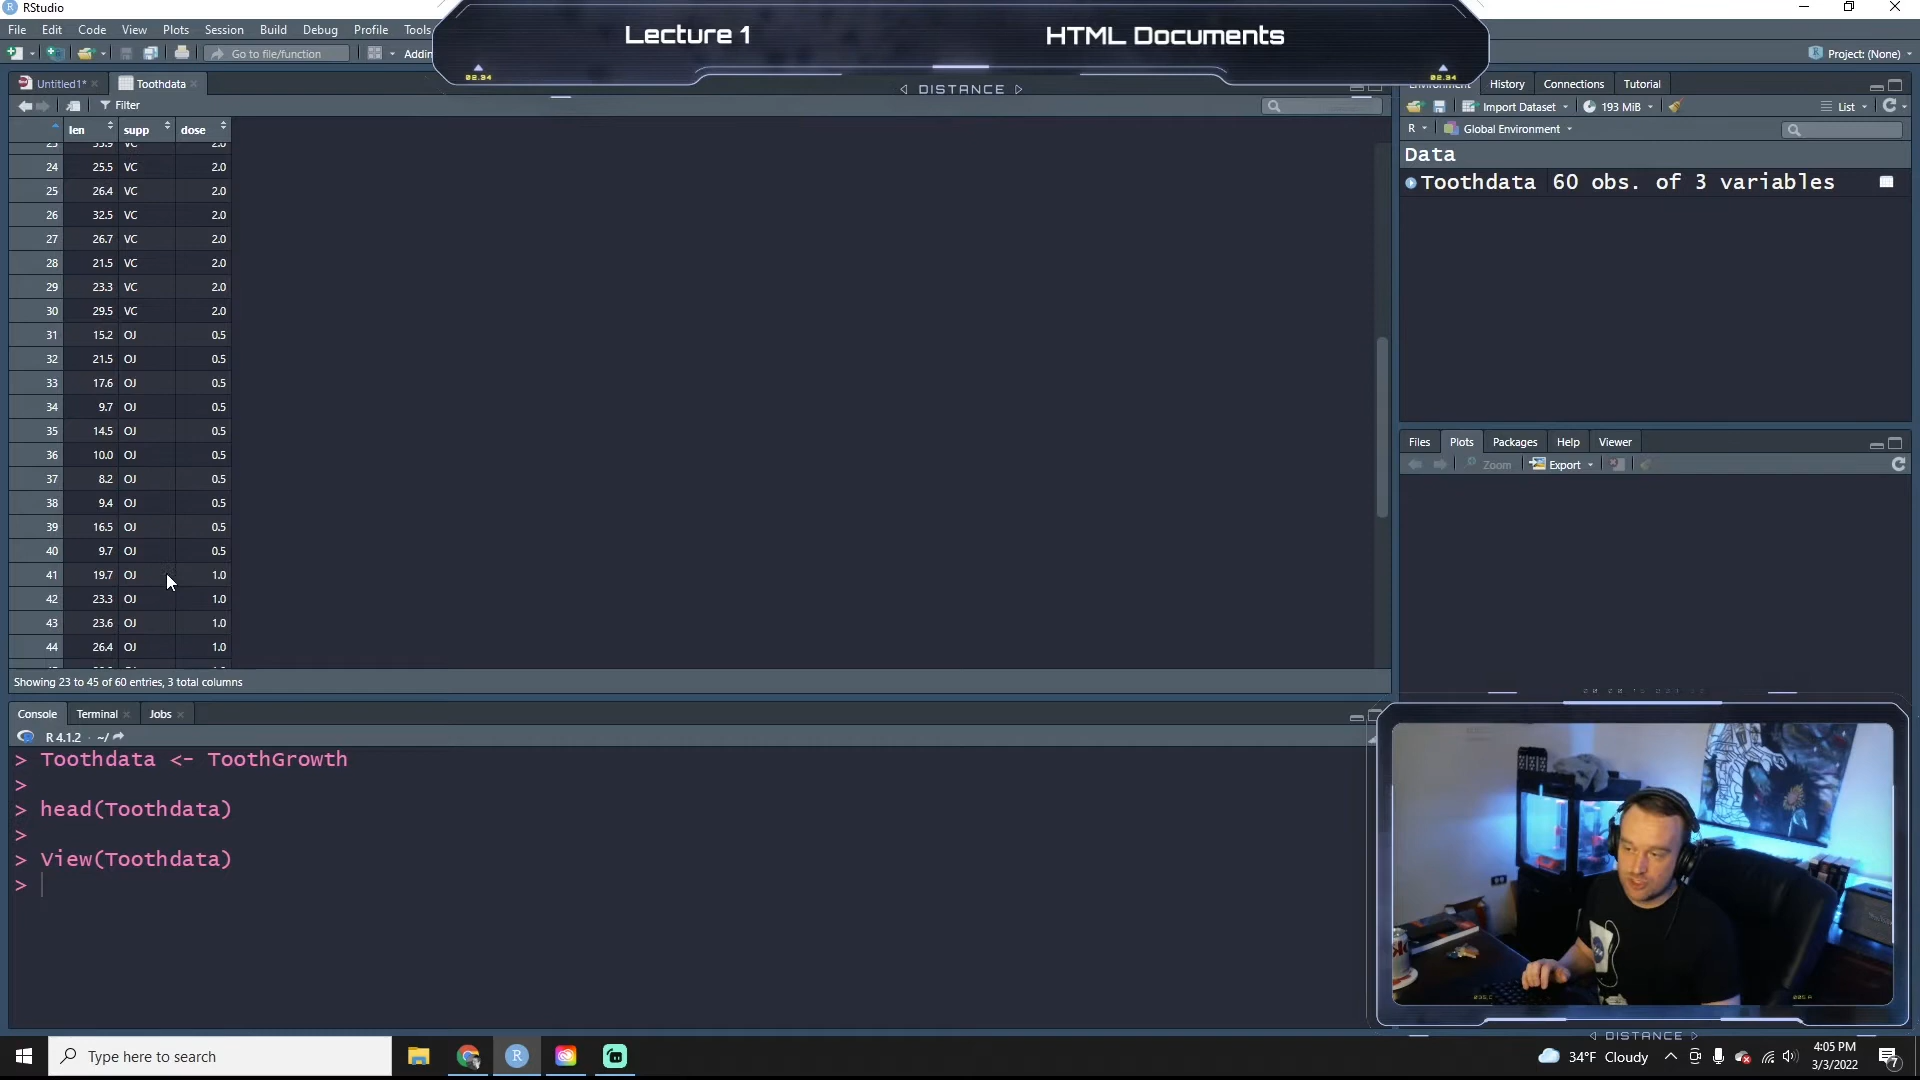 RStudio
File Edit Code View Plots Session Build Debug Profile Tools
Lecture 1 HTML Documents
Go to file/function
Project: (None)
02.34 02.34
DISTANCE
Untitled1* Toothdata
History Connections Tutorial
Filter
Import Dataset 193 MiB List
R Global Environment
len supp dose
Data
Toothdata 60 obs. of 3 variables
24 25.5 VC 2.0
25 26.4 VC 2.0
26 32.5 VC 2.0
27 26.7 VC 2.0
28 21.5 VC 2.0
29 23.3 VC 2.0
30 29.5 VC 2.0
31 15.2 OJ 0.5
32 21.5 OJ 0.5
33 17.6 OJ 0.5
34 9.7 OJ 0.5
35 14.5 OJ 0.5
36 10.0 OJ 0.5
37 8.2 OJ 0.5
38 9.4 OJ 0.5
39 16.5 OJ 0.5
40 9.7 OJ 0.5
41 19.7 OJ 1.0
42 23.3 OJ 1.0
43 23.6 OJ 1.0
44 26.4 OJ 1.0
Showing 23 to 45 of 60 entries, 3 total columns
Files Plots Packages Help Viewer
Zoom Export
Console Terminal Jobs
R 4.1.2 · ~/
> Toothdata <- ToothGrowth
>
> head(Toothdata)
>
> View(Toothdata)
>
DISTANCE
Type here to search
34°F Cloudy
4:05 PM
3/3/2022
7